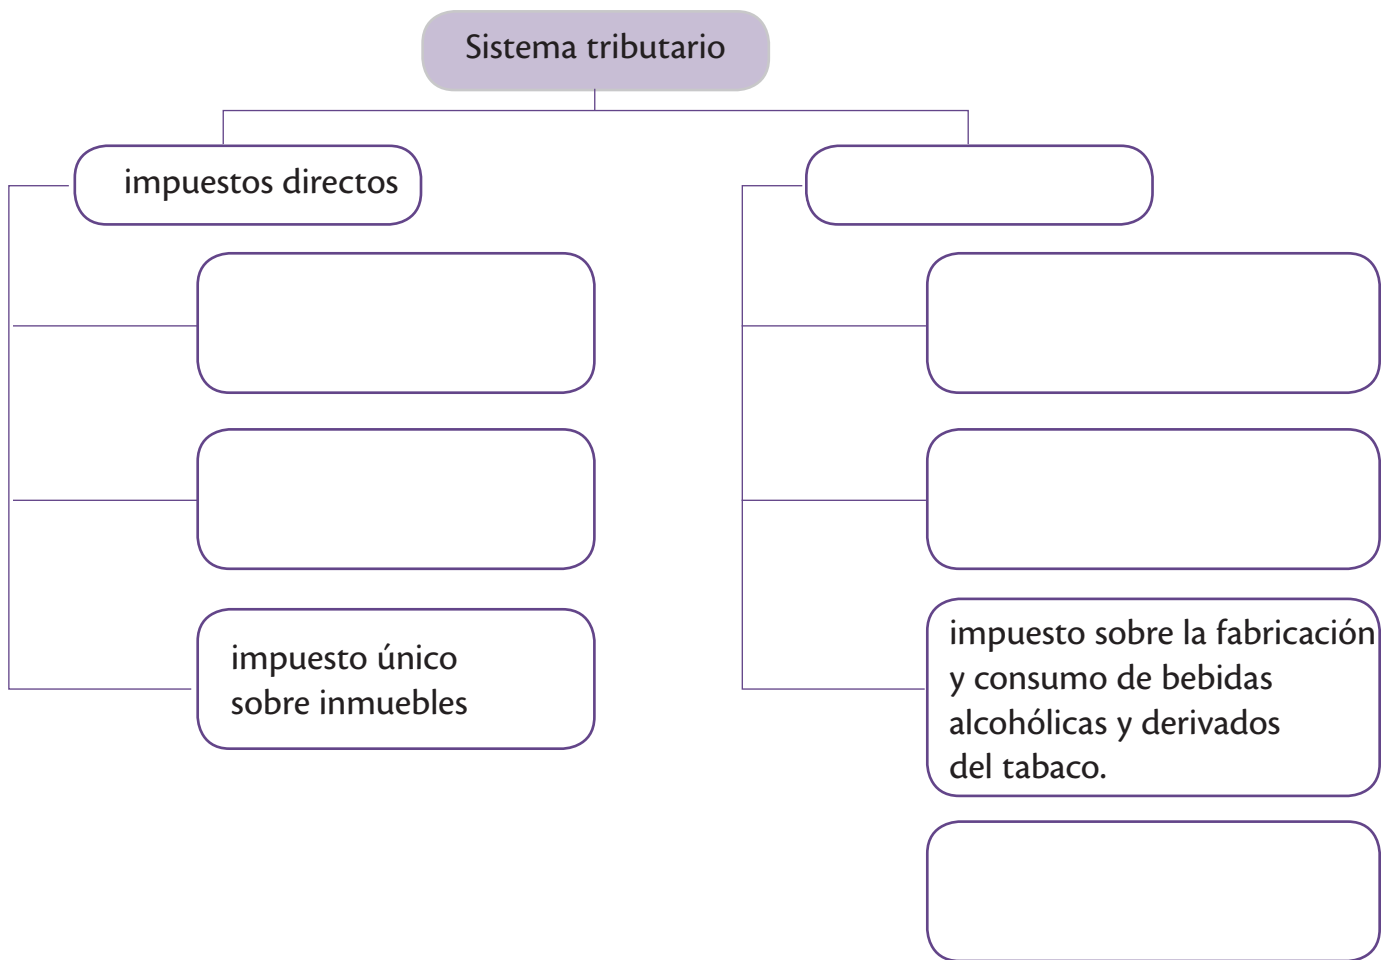 Sistema tributario
impuestos directos
impuesto único
sobre inmuebles
impuesto sobre la fabricación
y consumo de bebidas
alcohólicas y derivados
del tabaco.